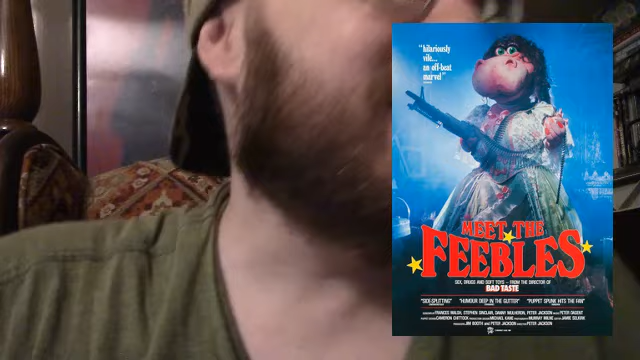 "hilariously
vile...
an off-beat
marvel"
MEET THE
FEEBLES
SEX, DRUGS AND SOFT TOYS - FROM THE DIRECTOR OF
BAD TASTE
"SIDE-SPLITTING" "HUMOUR DEEP IN THE GUTTER" "PUPPET SPUNK HITS THE FAN"